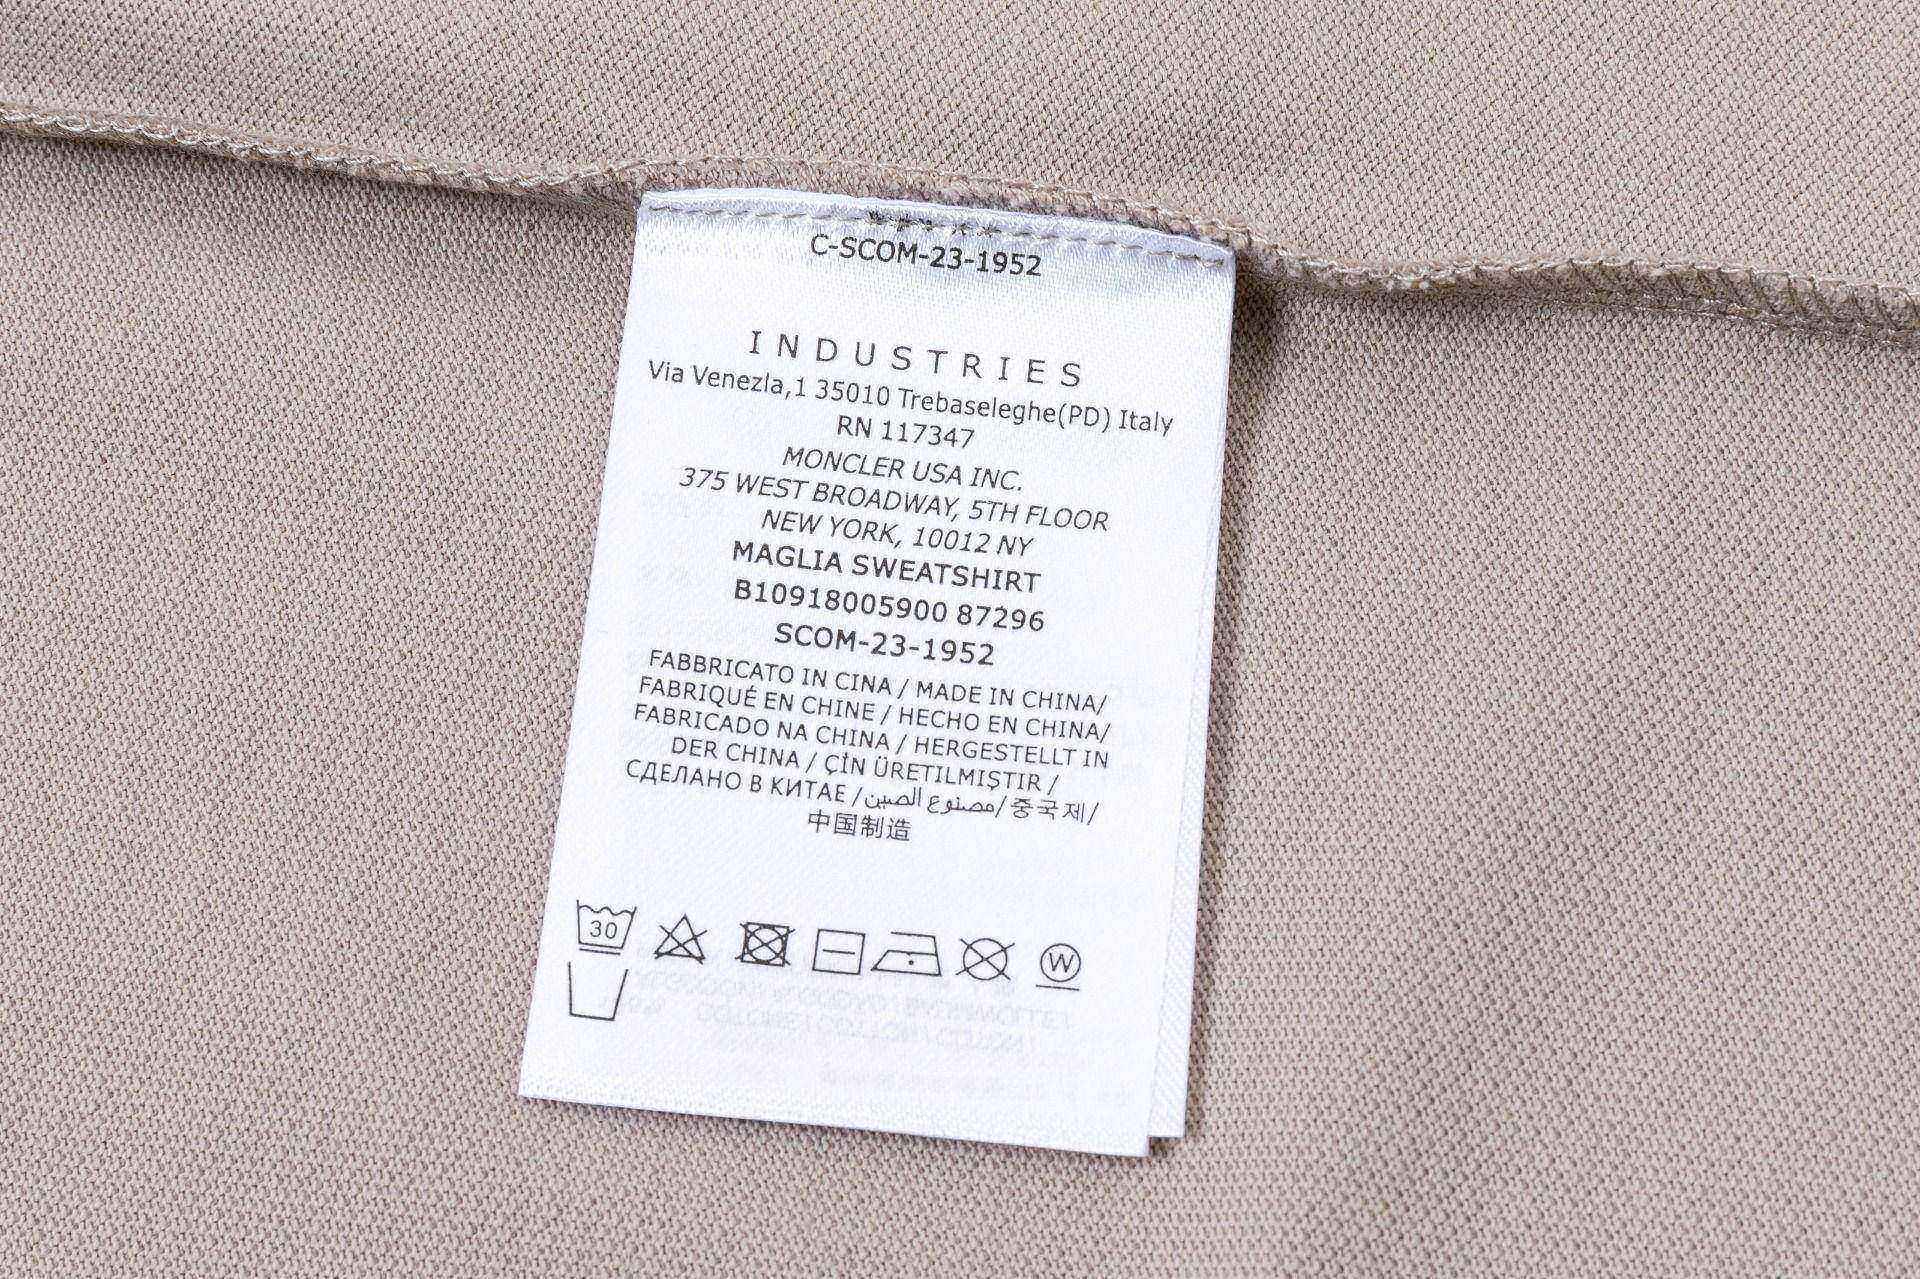 C-SCOM-23-1952
INDUSTRIES
Via Venezla,1 35010 Trebaseleghe(PD) Italy
RN 117347
MONCLER USA INC.
375 WEST BROADWAY, 5TH FLOOR
NEW YORK, 10012 NY
MAGLIA SWEATSHIRT
B10918005900 87296
SCOM-23-1952
FABBRICATO IN CINA / MADE IN CHINA/
FABRIQUÉ EN CHINE / HECHO EN CHINA/
FABRICADO NA CHINA / HERGESTELLT IN
DER CHINA / ÇİN ÜRETILMIŞTIR /
СДЕЛАНО В КИТАЕ /مصنوع الصين/중국제/
中国制造
30
W